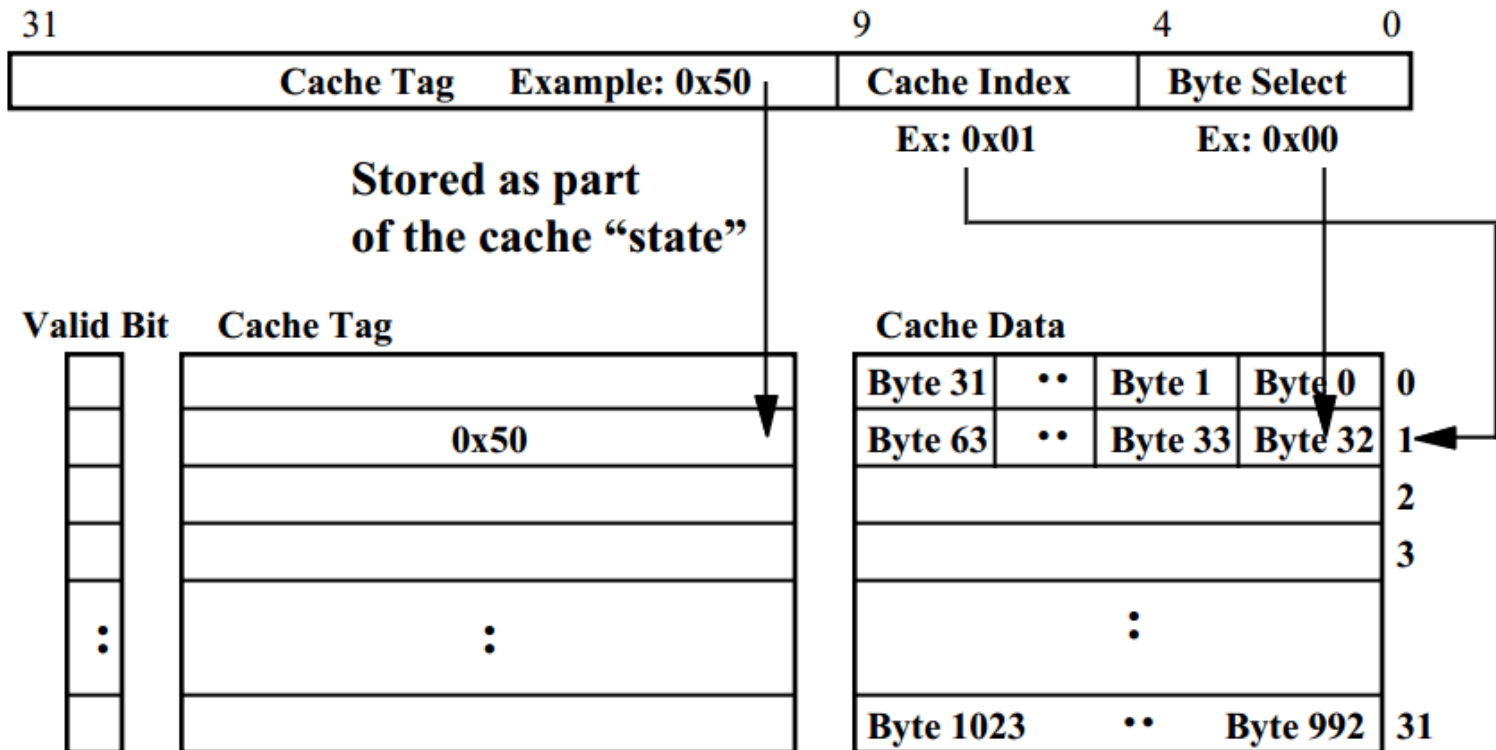 31 9 4 0
Cache Tag Example: 0x50 Cache Index Byte Select
Ex: 0x01 Ex: 0x00
Stored as part
of the cache “state”
Valid Bit Cache Tag Cache Data
Byte 31 •• Byte 1 Byte 0 0
0x50 Byte 63 •• Byte 33 Byte 32 1
2
3
: : :
Byte 1023 •• Byte 992 31